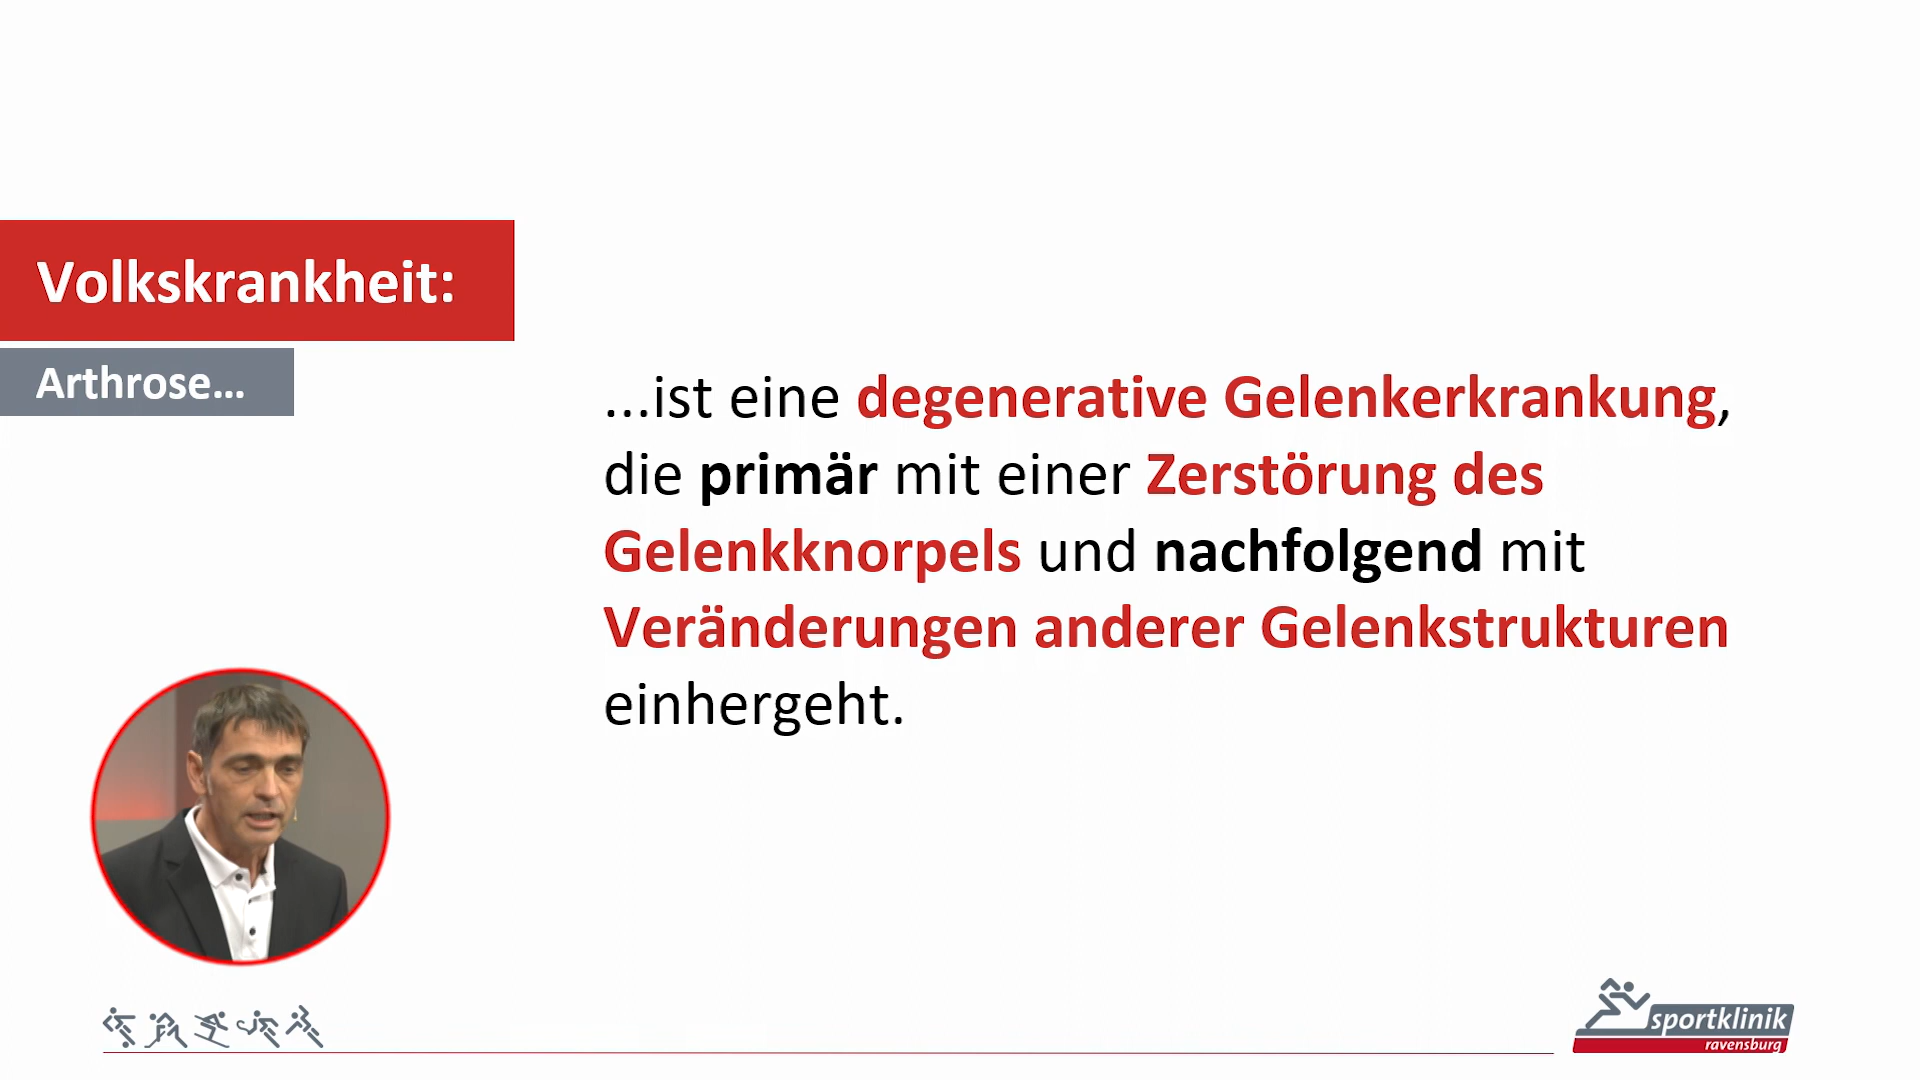 Volkskrankheit:
Arthrose...
...ist eine degenerative Gelenkerkrankung,
die primär mit einer Zerstörung des
Gelenkknorpels und nachfolgend mit
Veränderungen anderer Gelenkstrukturen
einhergeht.
sportklinik
ravensburg